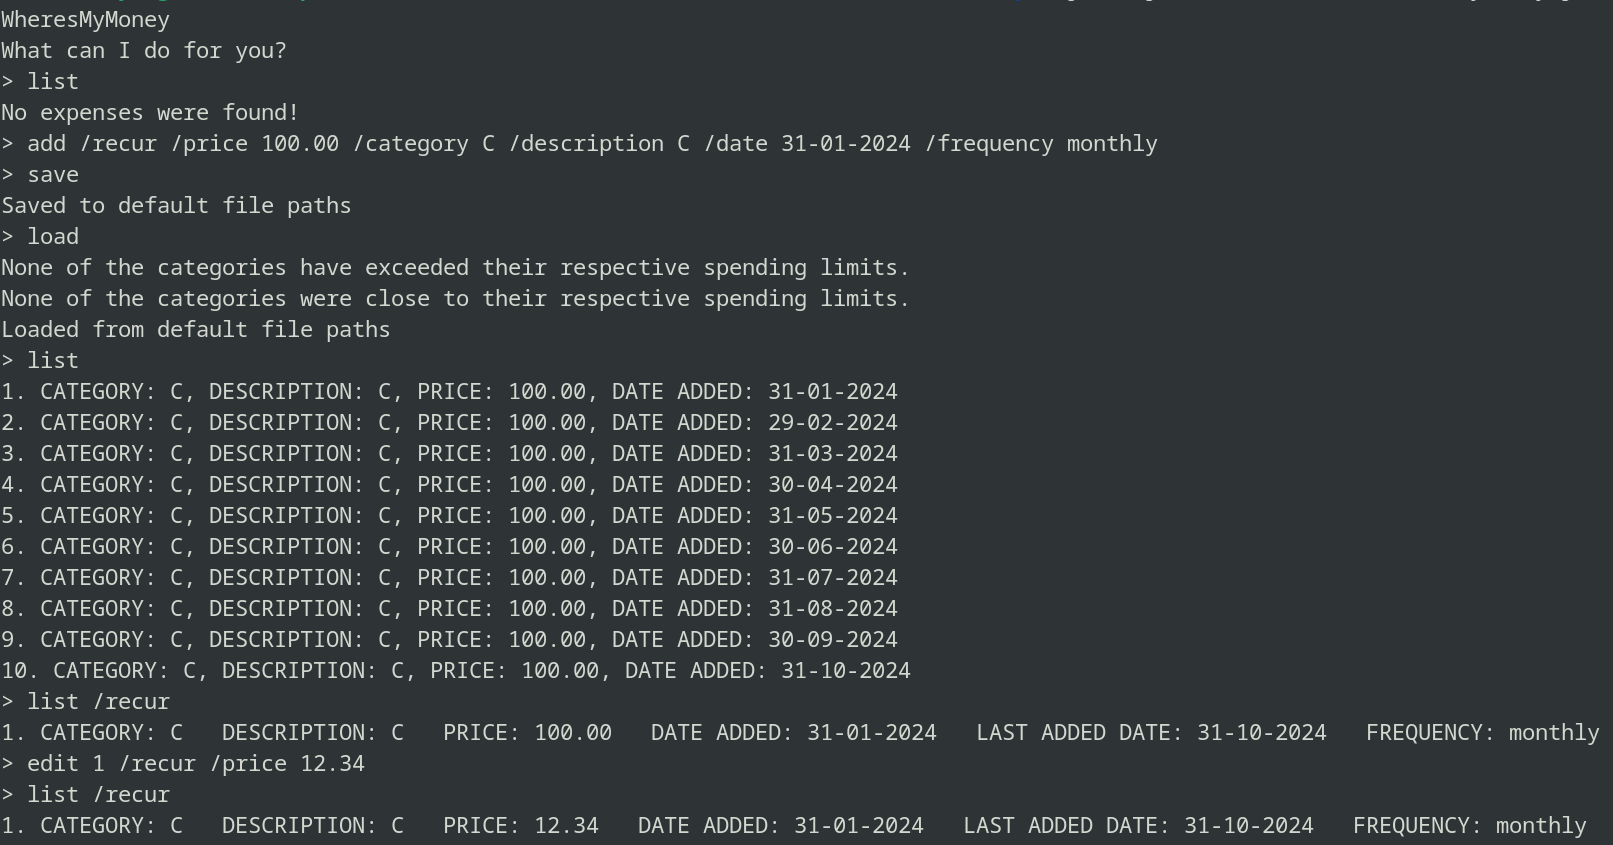 WheresMyMoney
What can I do for you?
> list
No expenses were found!
> add /recur /price 100.00 /category C /description C /date 31-01-2024 /frequency monthly
> save
Saved to default file paths
> load
None of the categories have exceeded their respective spending limits.
None of the categories were close to their respective spending limits.
Loaded from default file paths
> list
1. CATEGORY: C, DESCRIPTION: C, PRICE: 100.00, DATE ADDED: 31-01-2024
2. CATEGORY: C, DESCRIPTION: C, PRICE: 100.00, DATE ADDED: 29-02-2024
3. CATEGORY: C, DESCRIPTION: C, PRICE: 100.00, DATE ADDED: 31-03-2024
4. CATEGORY: C, DESCRIPTION: C, PRICE: 100.00, DATE ADDED: 30-04-2024
5. CATEGORY: C, DESCRIPTION: C, PRICE: 100.00, DATE ADDED: 31-05-2024
6. CATEGORY: C, DESCRIPTION: C, PRICE: 100.00, DATE ADDED: 30-06-2024
7. CATEGORY: C, DESCRIPTION: C, PRICE: 100.00, DATE ADDED: 31-07-2024
8. CATEGORY: C, DESCRIPTION: C, PRICE: 100.00, DATE ADDED: 31-08-2024
9. CATEGORY: C, DESCRIPTION: C, PRICE: 100.00, DATE ADDED: 30-09-2024
10. CATEGORY: C, DESCRIPTION: C, PRICE: 100.00, DATE ADDED: 31-10-2024
> list /recur
1. CATEGORY: C   DESCRIPTION: C   PRICE: 100.00   DATE ADDED: 31-01-2024   LAST ADDED DATE: 31-10-2024   FREQUENCY: monthly
> edit 1 /recur /price 12.34
> list /recur
1. CATEGORY: C   DESCRIPTION: C   PRICE: 12.34   DATE ADDED: 31-01-2024   LAST ADDED DATE: 31-10-2024   FREQUENCY: monthly